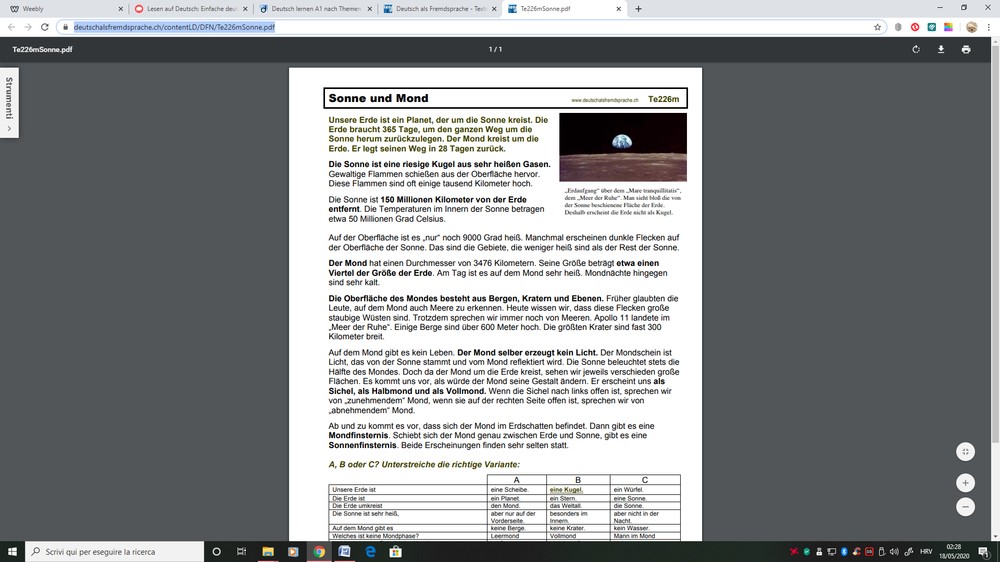 Weebly
Lesen auf Deutsch: Einfache deut
Deutsch lernen A1 nach Themen
Deutsch als Fremdsprache - Texte
Te226mSonne.pdf
deutschalsfremdsprache.ch/contentLD/DFN/Te226mSonne.pdf
Te226mSonne.pdf
1 / 1
Strumenti
Sonne und Mond
www.deutschalsfremdsprache.ch
Te226m
Unsere Erde ist ein Planet, der um die Sonne kreist. Die
Erde braucht 365 Tage, um den ganzen Weg um die
Sonne herum zurückzulegen. Der Mond kreist um die
Erde. Er legt seinen Weg in 28 Tagen zurück.
Die Sonne ist eine riesige Kugel aus sehr heißen Gasen.
Gewaltige Flammen schießen aus der Oberfläche hervor.
Diese Flammen sind oft einige tausend Kilometer hoch.
Die Sonne ist 150 Millionen Kilometer von der Erde
entfernt. Die Temperaturen im Innern der Sonne betragen
etwa 50 Millionen Grad Celsius.
„Erdaufgang“ über dem „Mare tranquillitatis“,
dem „Meer der Ruhe“. Man sieht bloß die von
der Sonne beschienene Fläche der Erde.
Deshalb erscheint die Erde nicht als Kugel.
Auf der Oberfläche ist es „nur“ noch 9000 Grad heiß. Manchmal erscheinen dunkle Flecken auf
der Oberfläche der Sonne. Das sind die Gebiete, die weniger heiß sind als der Rest der Sonne.
Der Mond hat einen Durchmesser von 3476 Kilometern. Seine Größe beträgt etwa einen
Viertel der Größe der Erde. Am Tag ist es auf dem Mond sehr heiß. Mondnächte hingegen
sind sehr kalt.
Die Oberfläche des Mondes besteht aus Bergen, Kratern und Ebenen. Früher glaubten die
Leute, auf dem Mond auch Meere zu erkennen. Heute wissen wir, dass diese Flecken große
staubige Wüsten sind. Trotzdem sprechen wir immer noch von Meeren. Apollo 11 landete im
„Meer der Ruhe“. Einige Berge sind über 600 Meter hoch. Die größten Krater sind fast 300
Kilometer breit.
Auf dem Mond gibt es kein Leben. Der Mond selber erzeugt kein Licht. Der Mondschein ist
Licht, das von der Sonne stammt und vom Mond reflektiert wird. Die Sonne beleuchtet stets die
Hälfte des Mondes. Doch da der Mond um die Erde kreist, sehen wir jeweils verschieden große
Flächen. Es kommt uns vor, als würde der Mond seine Gestalt ändern. Er erscheint uns als
Sichel, als Halbmond und als Vollmond. Wenn die Sichel nach links offen ist, sprechen wir
von „zunehmendem“ Mond, wenn sie auf der rechten Seite offen ist, sprechen wir von
„abnehmendem“ Mond.
Ab und zu kommt es vor, dass sich der Mond im Erdschatten befindet. Dann gibt es eine
Mondfinsternis. Schiebt sich der Mond genau zwischen Erde und Sonne, gibt es eine
Sonnenfinsternis. Beide Erscheinungen finden sehr selten statt.
A, B oder C? Unterstreiche die richtige Variante:
A B C
Unsere Erde ist eine Scheibe. eine Kugel. ein Würfel.
Die Erde ist ein Planet. ein Stern. eine Sonne.
Die Erde umkreist den Mond. das Weltall. die Sonne.
Die Sonne ist sehr heiß, aber nur auf der besonders im aber nicht in der
Vorderseite. Innern. Nacht.
Auf dem Mond gibt es keine Berge. keine Krater. kein Wasser.
Welches ist keine Mondphase? Leermond Vollmond Mann im Mond
Scrivi qui per eseguire la ricerca
HRV
02:28
18/05/2020
1